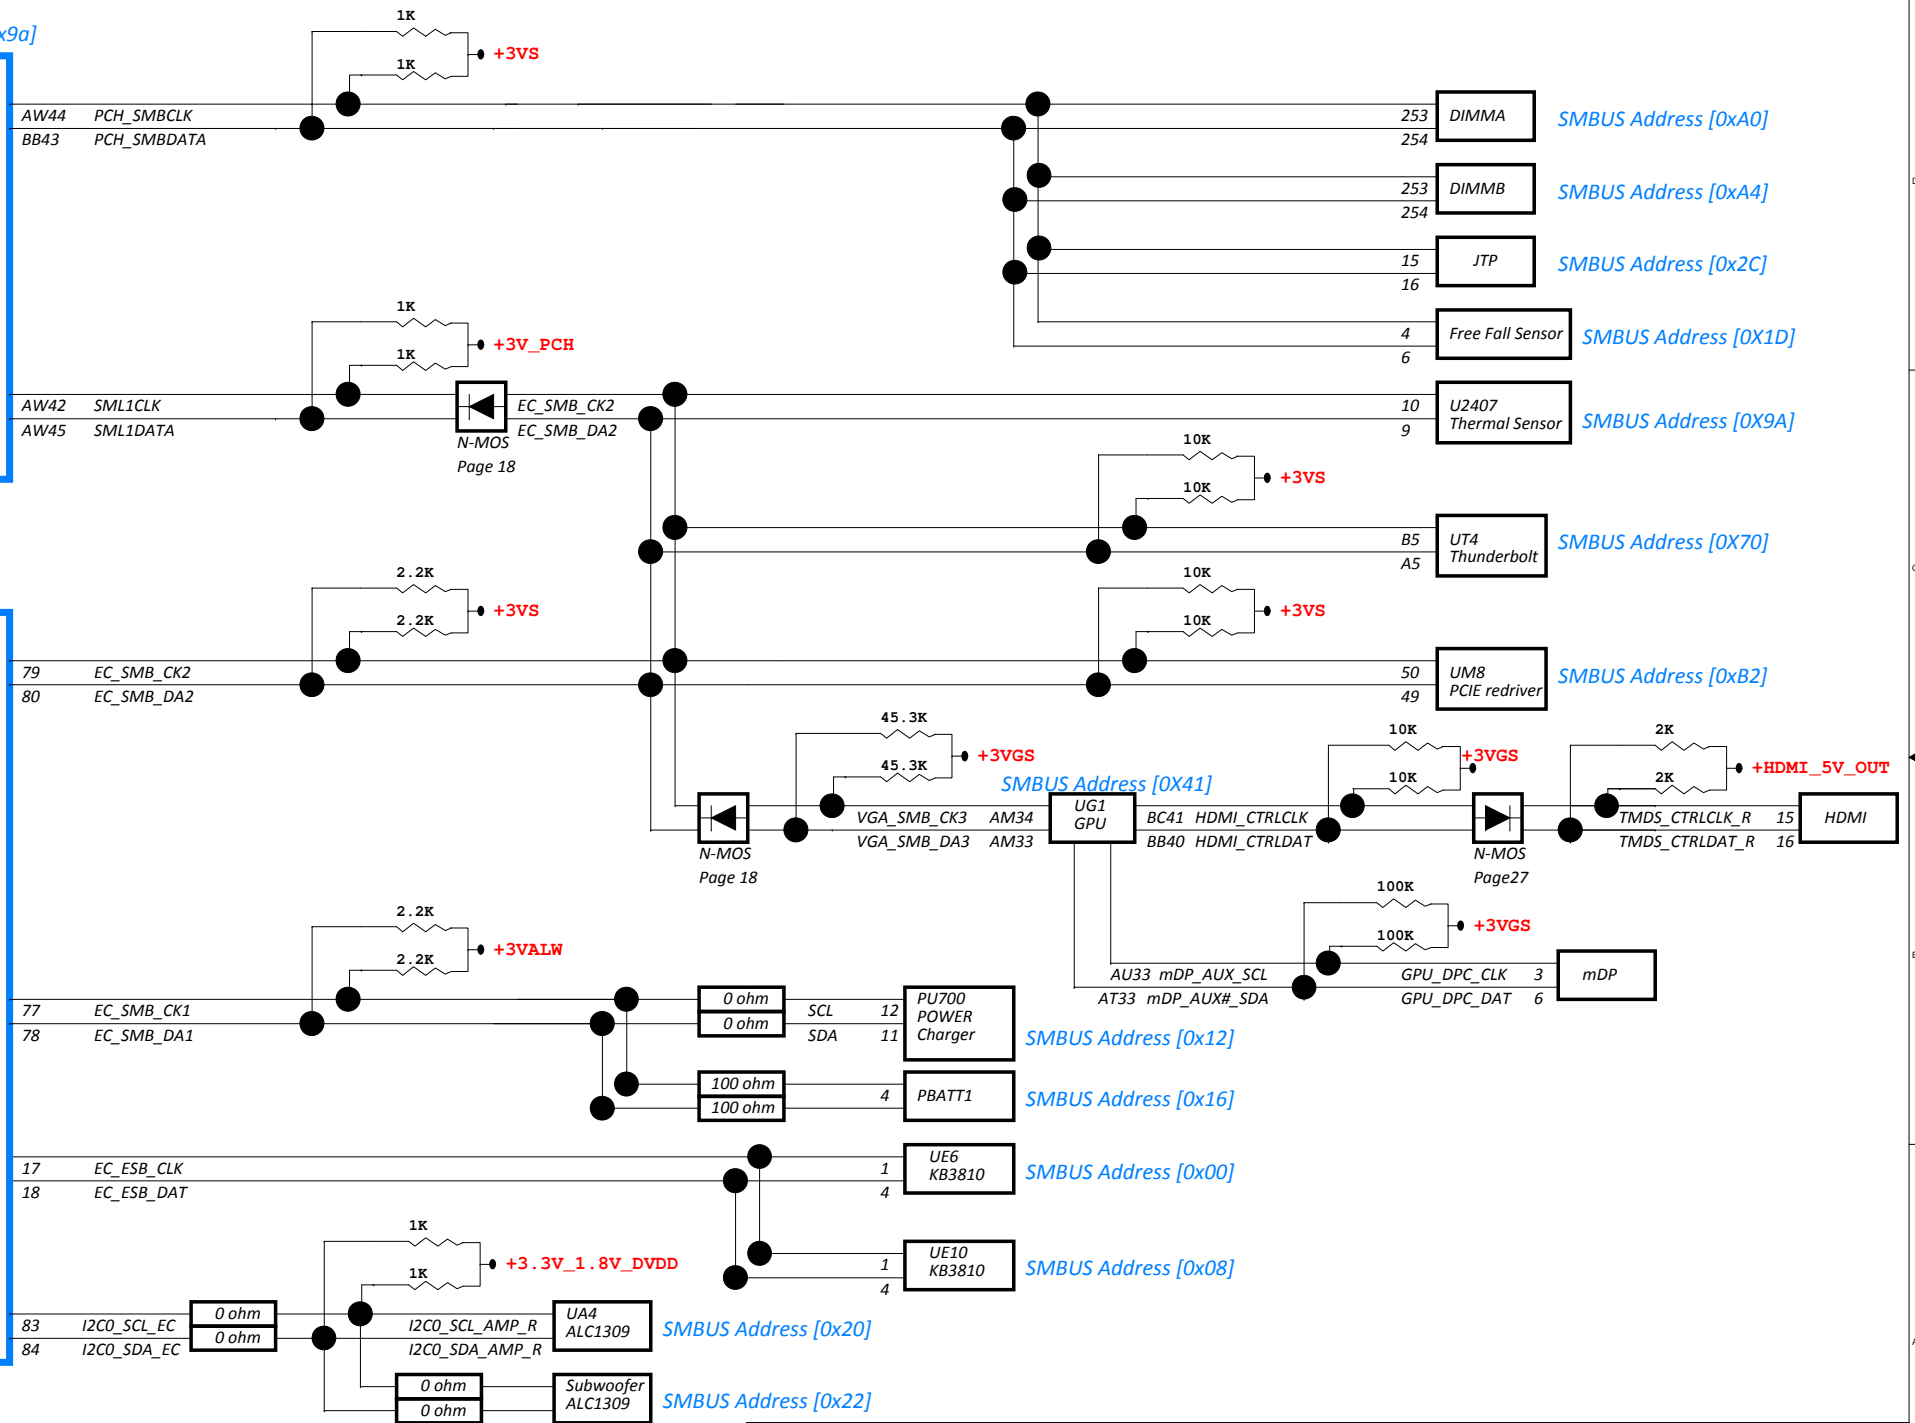 x9a]
1K
+3VS
1K
AW44 PCH_SMBCLK
BB43 PCH_SMBDATA
253 DIMMA
254
SMBUS Address [0xA0]
253 DIMMB
254
SMBUS Address [0xA4]
15 JTP
16
SMBUS Address [0x2C]
4 Free Fall Sensor
6
SMBUS Address [0X1D]
1K
+3V_PCH
1K
AW42 SML1CLK
AW45 SML1DATA
N-MOS
Page 18
EC_SMB_CK2
EC_SMB_DA2
10 U2407
9 Thermal Sensor
SMBUS Address [0X9A]
10K
+3VS
10K
B5 UT4
A5 Thunderbolt
SMBUS Address [0X70]
2.2K
+3VS
2.2K
10K
+3VS
10K
79 EC_SMB_CK2
80 EC_SMB_DA2
50 UM8
49 PCIE redriver
SMBUS Address [0xB2]
45.3K
+3VGS
45.3K
SMBUS Address [0X41]
10K
+3VGS
10K
2K
+HDMI_5V_OUT
2K
N-MOS
Page 18
VGA_SMB_CK3 AM34
VGA_SMB_DA3 AM33
UG1
GPU
BC41 HDMI_CTRLCLK
BB40 HDMI_CTRLDAT
N-MOS
Page27
TMDS_CTRLCLK_R 15
TMDS_CTRLDAT_R 16
HDMI
100K
+3VGS
100K
AU33 mDP_AUX_SCL
AT33 mDP_AUX#_SDA
GPU_DPC_CLK 3
GPU_DPC_DAT 6
mDP
2.2K
+3VALW
2.2K
77 EC_SMB_CK1
78 EC_SMB_DA1
0 ohm
0 ohm
SCL 12
SDA 11
PU700
POWER
Charger
SMBUS Address [0x12]
100 ohm
100 ohm
4 PBATT1
SMBUS Address [0x16]
17 EC_ESB_CLK
18 EC_ESB_DAT
1 UE6
4 KB3810
SMBUS Address [0x00]
1 UE10
4 KB3810
SMBUS Address [0x08]
1K
+3.3V_1.8V_DVDD
1K
83 I2C0_SCL_EC
84 I2C0_SDA_EC
0 ohm
0 ohm
I2C0_SCL_AMP_R
I2C0_SDA_AMP_R
UA4
ALC1309
SMBUS Address [0x20]
0 ohm
0 ohm
Subwoofer
ALC1309
SMBUS Address [0x22]